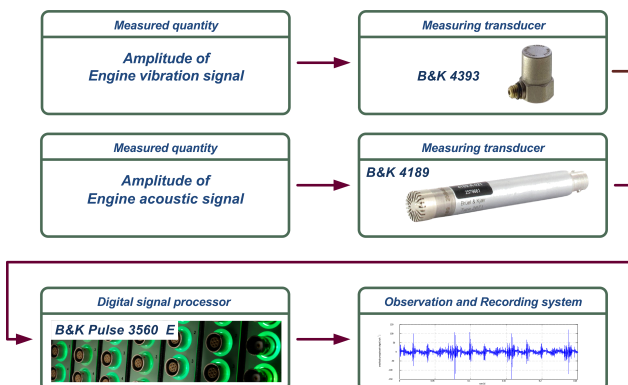 Measured quantity
Amplitude of
Engine vibration signal
Measuring transducer
B&K 4393
Measured quantity
Amplitude of
Engine acoustic signal
Measuring transducer
B&K 4189
Digital signal processor
B&K Pulse 3560 E
Observation and Recording system